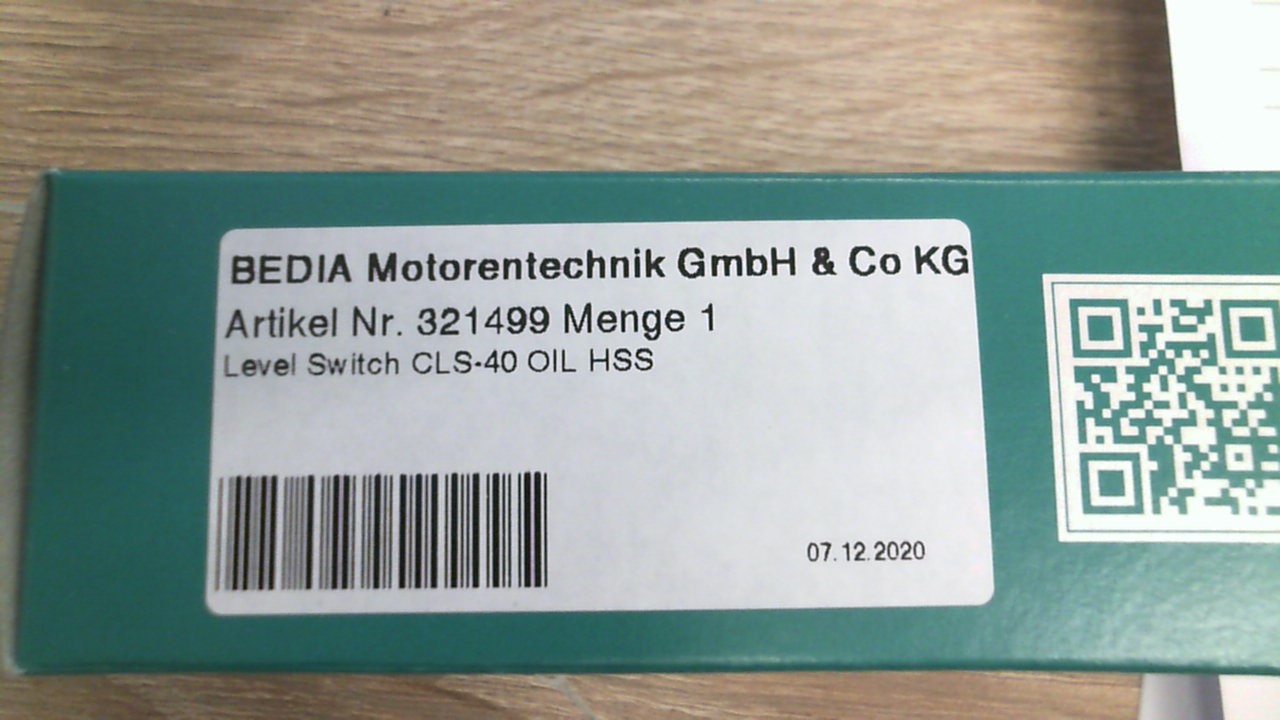 BEDIA Motorentechnik GmbH & Co KG
Artikel Nr. 321499 Menge 1
Level Switch CLS-40 OIL HSS
07.12.2020